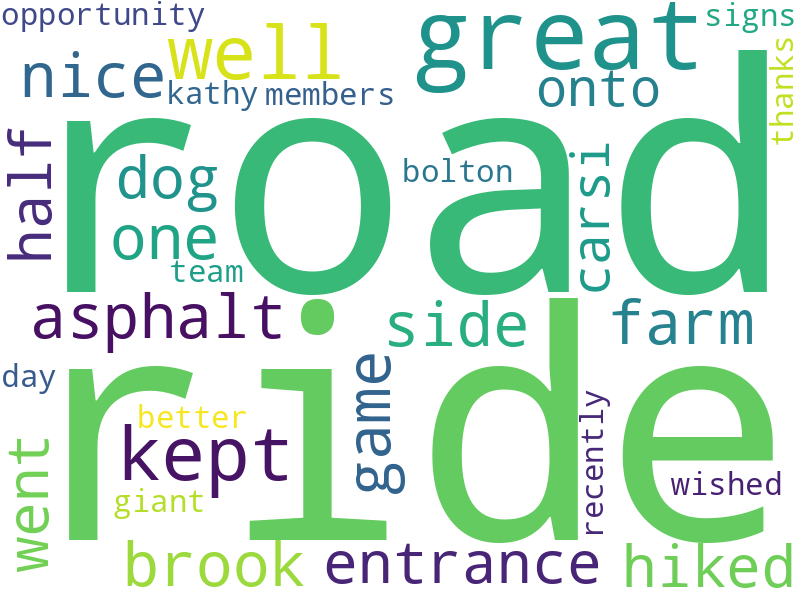 opportunity
great
signs
well
nice
kathy
members
onto
thanks
road
half
dog
bolton
carsi
one
team
asphalt
side
farm
ride
day
game
better
kept
recently
went
giant
wished
brook
entrance
hiked